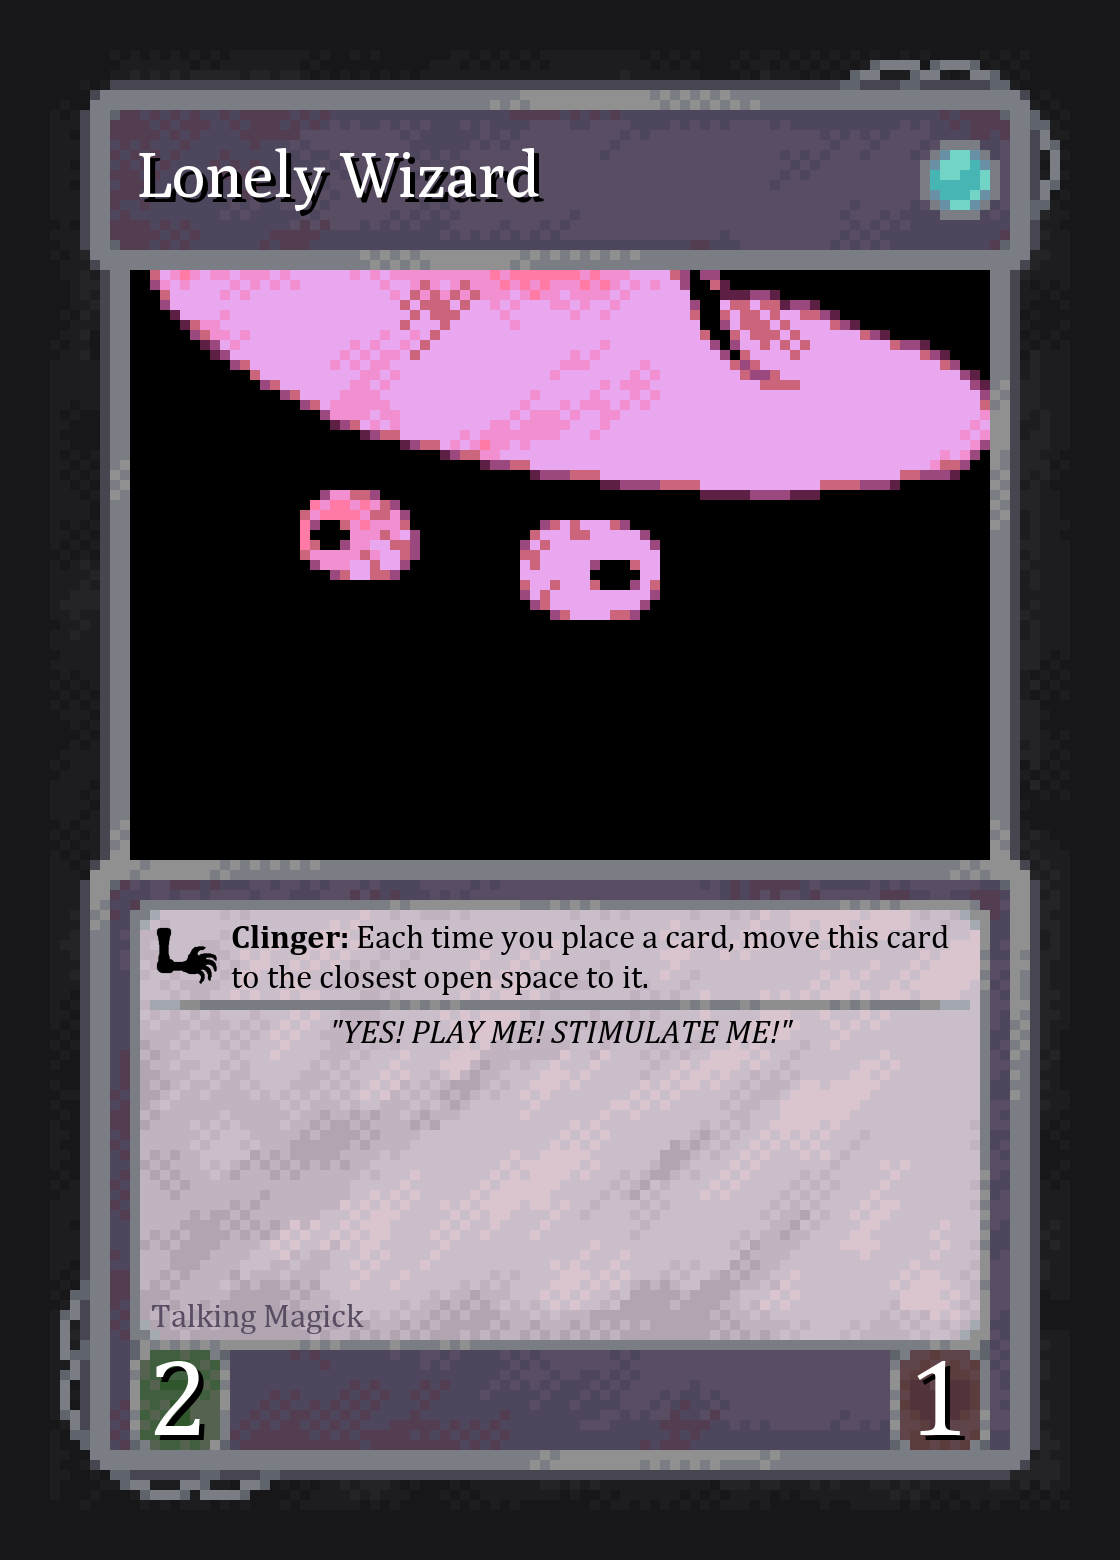 Lonely Wizard
Clinger: Each time you place a card, move this card
to the closest open space to it.
"YES! PLAY ME! STIMULATE ME!"
Talking Magick
2
1